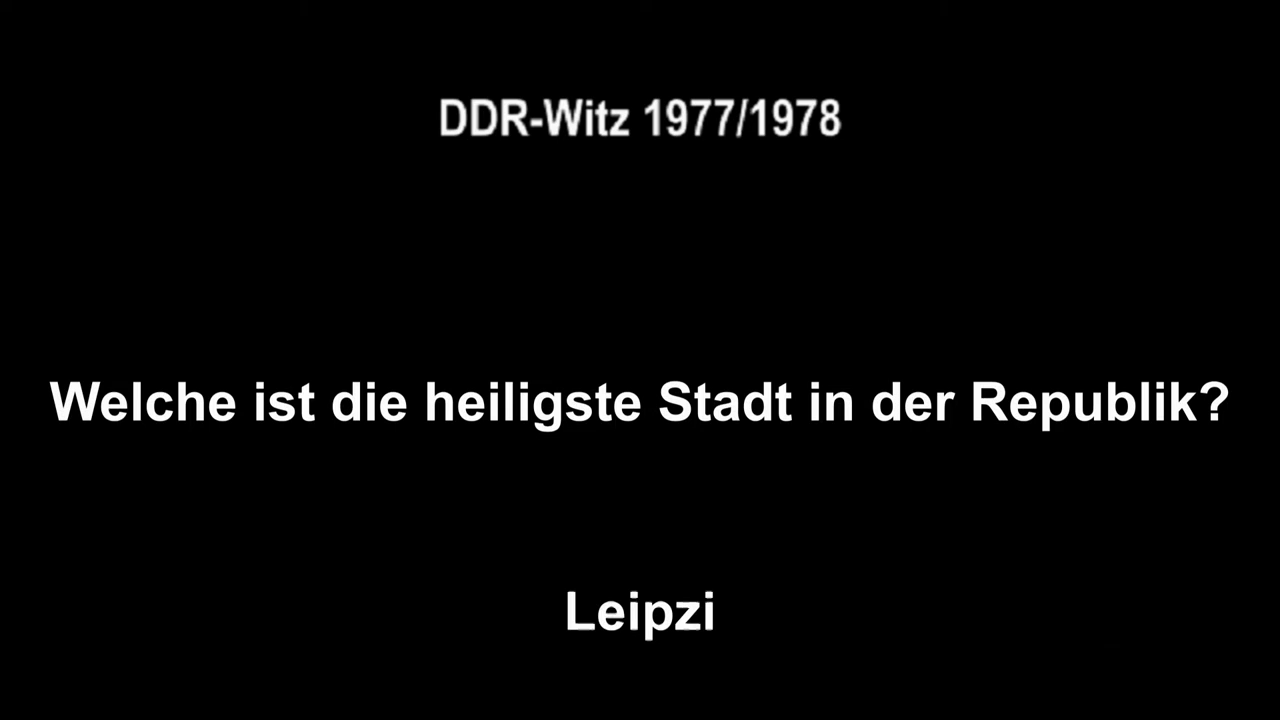 DDR-Witz 1977/1978
Welche ist die heiligste Stadt in der Republik?
Leipzi